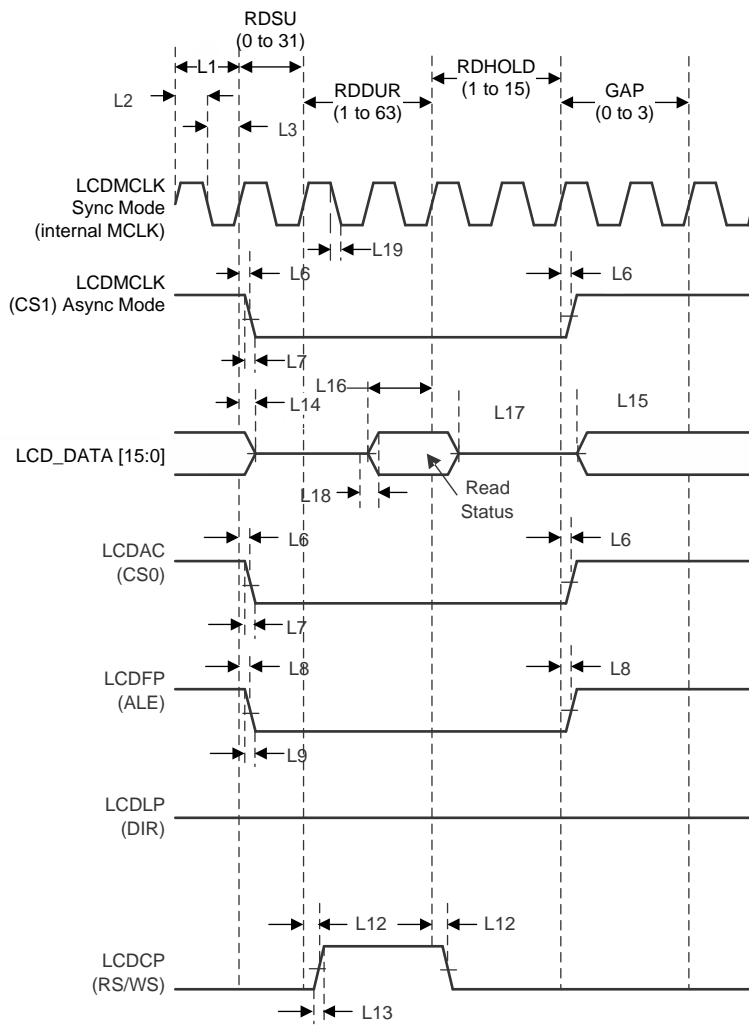 RDSU
(0 to 31)
L1
RDHOLD
(1 to 15)
RDDUR
(1 to 63)
GAP
(0 to 3)
L2
L3
LCDMCLK
Sync Mode
(internal MCLK)
L19
LCDMCLK
(CS1) Async Mode
L6
L6
L7
L16
L14
L17
L15
LCD_DATA [15:0]
L18
Read
Status
LCDAC
(CS0)
L6
L6
L7
LCDFP
(ALE)
L8
L8
L9
LCDLP
(DIR)
L12
L12
LCDCP
(RS/WS)
L13